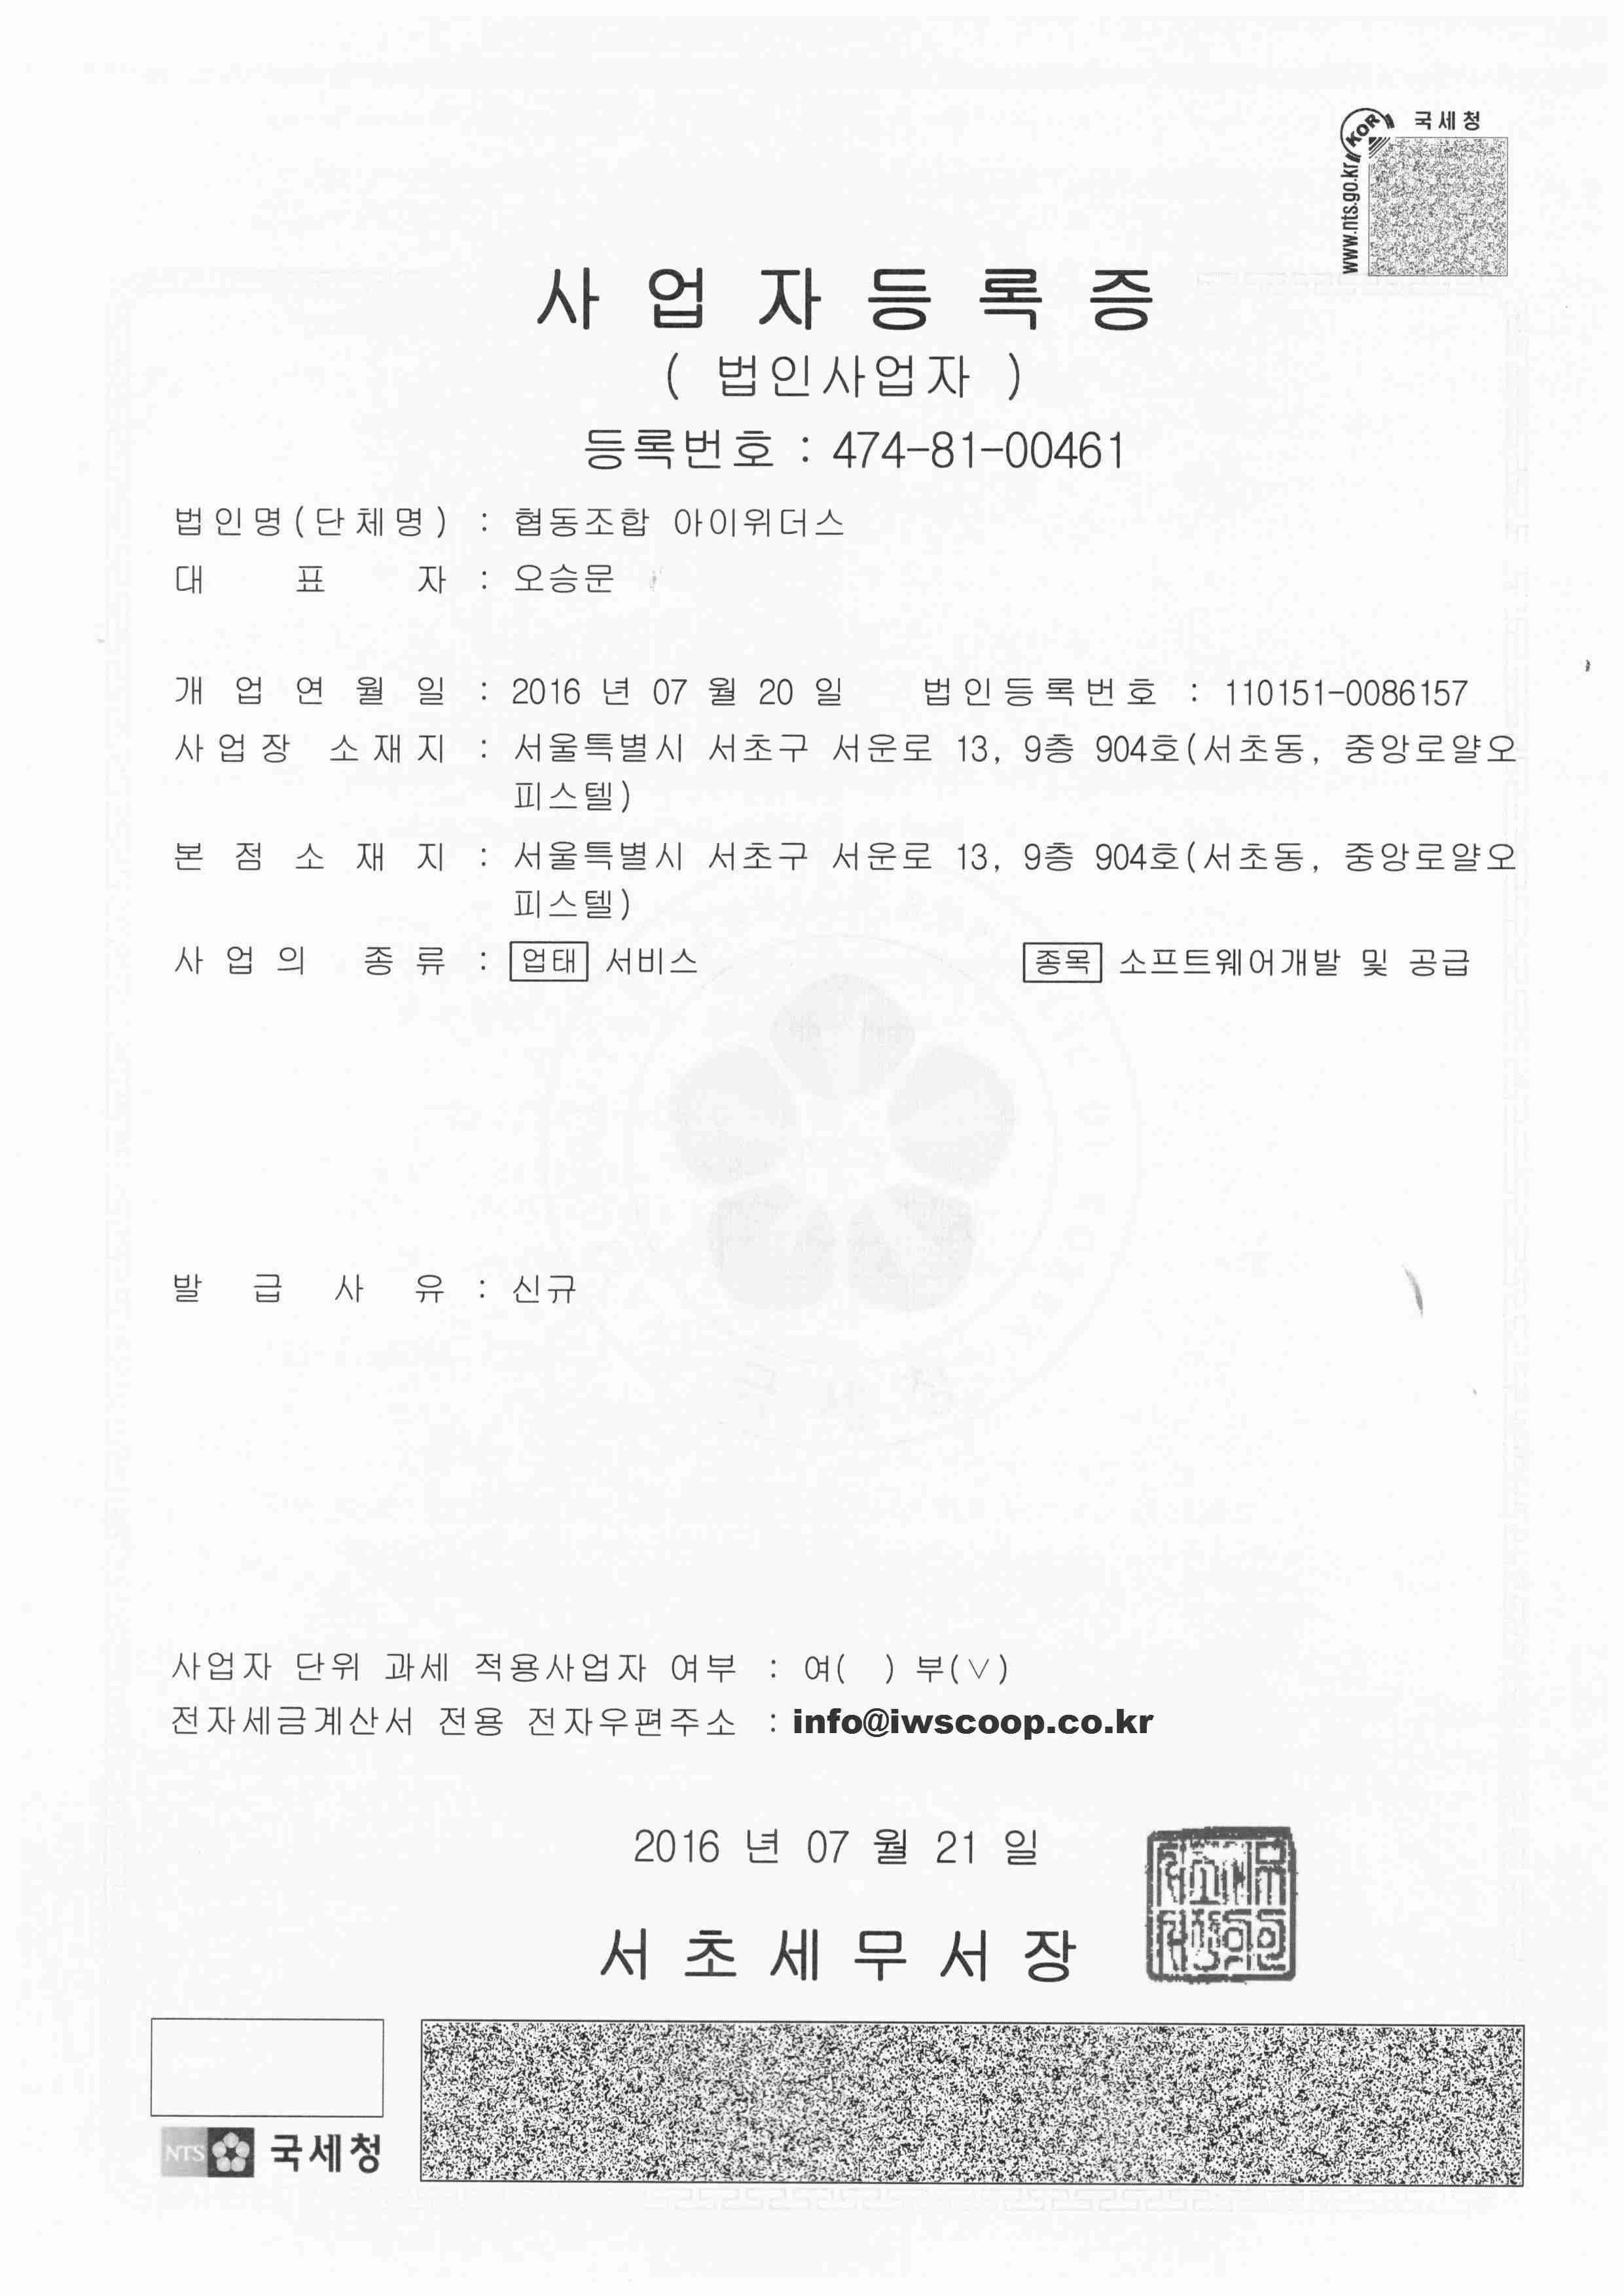 국세청
KOR
www.nts.go.kr
사업자등록증
( 법인사업자 )
등록번호 : 474-81-00461
법인명(단체명) : 협동조합 아이위더스
대 표 자 : 오승문
개 업 연 월 일 : 2016 년 07 월 20 일 법인등록번호 : 110151-0086157
사업장 소재지 : 서울특별시 서초구 서운로 13, 9층 904호(서초동, 중앙로얄오
피스텔)
본 점 소 재 지 : 서울특별시 서초구 서운로 13, 9층 904호(서초동, 중앙로얄오
피스텔)
사 업 의 종 류 : 업태 서비스 종목 소프트웨어개발 및 공급
발 급 사 유 : 신규
사업자 단위 과세 적용사업자 여부 : 여( ) 부(∨)
전자세금계산서 전용 전자우편주소 : info@iwscoop.co.kr
2016 년 07 월 21 일
서 초 세 무 서 장
NTS 국세청